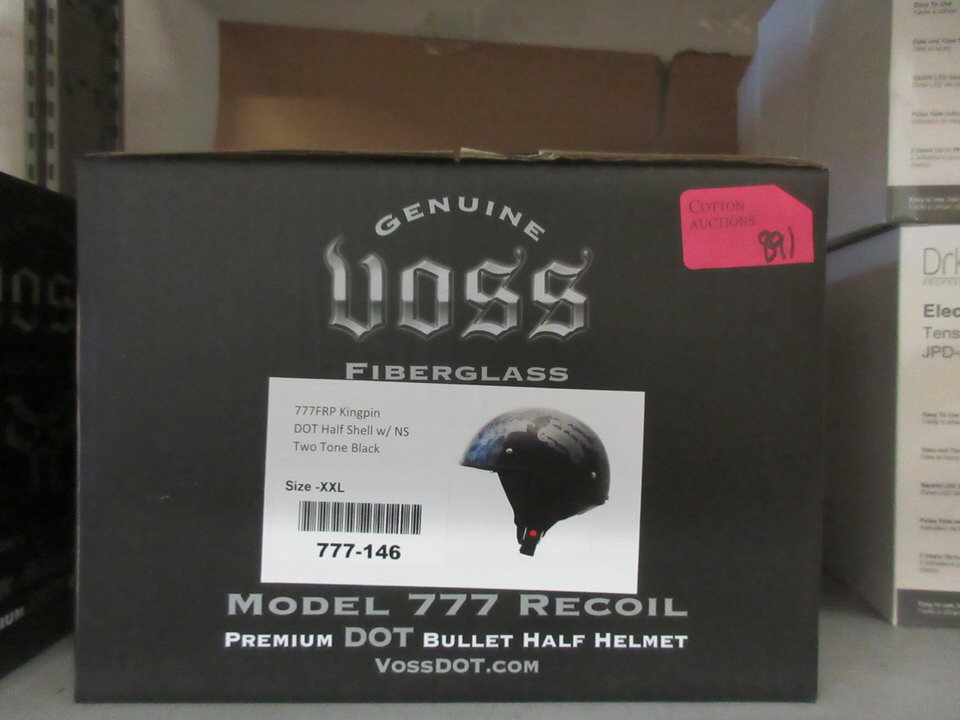 GENUINE
VOSS
FIBERGLASS
COTTON
AUCTIONS
891
777FRP Kingpin
DOT Half Shell w/ NS
Two Tone Black
Size -XXL
777-146
MODEL 777 RECOIL
PREMIUM DOT BULLET HALF HELMET
VOSSDOT.COM
Elec
Tens
JPD-